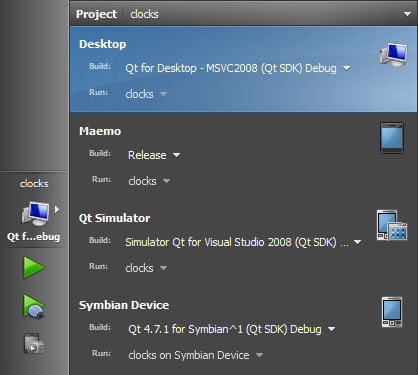 Project clocks
Desktop
Build: Qt for Desktop - MSVC2008 (Qt SDK) Debug
Run: clocks
Maemo
Build: Release
Run: clocks
Qt Simulator
Build: Simulator Qt for Visual Studio 2008 (Qt SDK) ...
Run: clocks
Symbian Device
Build: Qt 4.7.1 for Symbian^1 (Qt SDK) Debug
Run: clocks on Symbian Device
clocks
Qt f...ebug